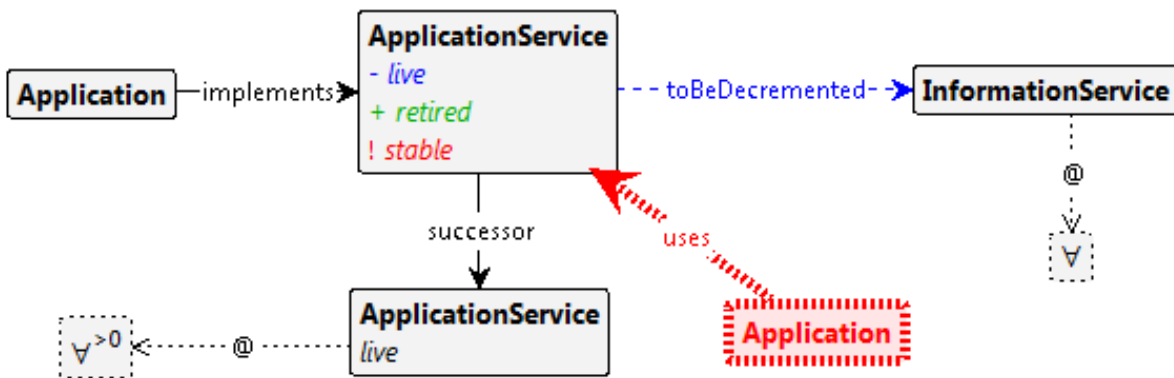 ApplicationService
- live
+ retired
! stable
Application
implements
toBeDecremented
InformationService
@
∀
successor
uses
ApplicationService
live
@
∀>0
Application